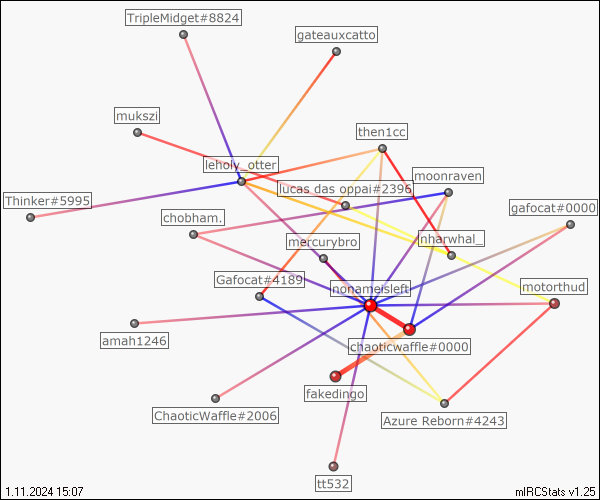 TripleMidget#8824
gateauxcatto
mukszi
then1cc
leholy_otter
moonraven
lucas das oppai#2396
Thinker#5995
gafocat#0000
chobham.
mercurybro
nharwhal_
Gafocat#4189
nonameisleft
motorthud
amah1246
chaoticwaffle#0000
fakedingo
ChaoticWaffle#2006
Azure Reborn#4243
tt532
1.11.2024 15:07
mIRCStats v1.25